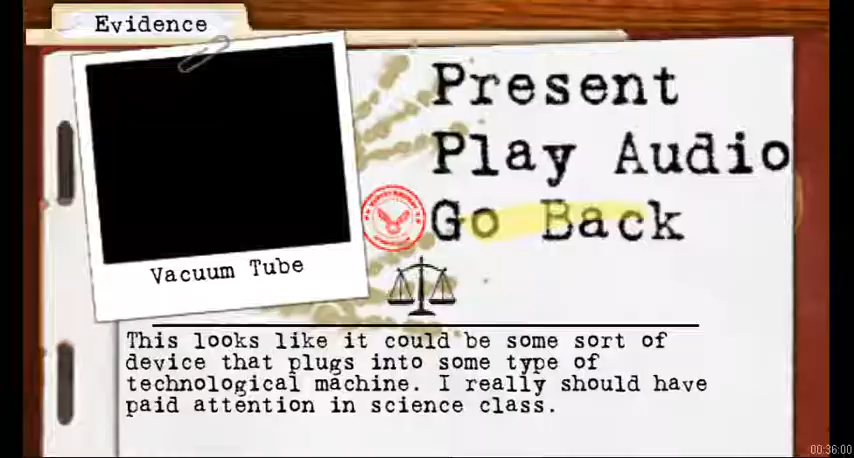 Evidence
Present
Play Audio
Go Back
Vacuum Tube
This looks like it could be some sort of
device that plugs into some type of
technological machine. I really should have
paid attention in science class.
00:36:00